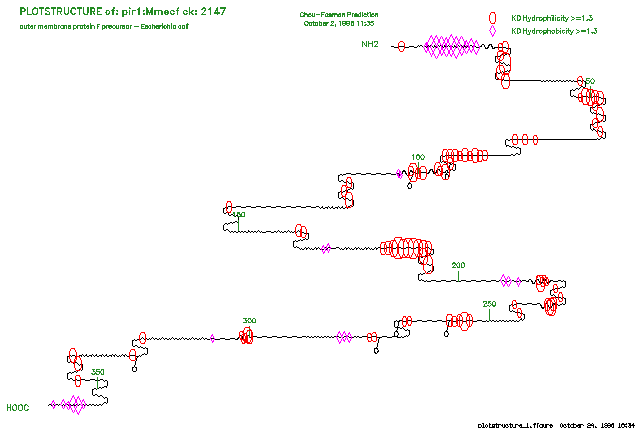 PLOTSTRUCTURE of: pir1:Mmecf ck: 2147
outer membrane protein F precursor - Escherichia coli
Chou-Fasman Prediction
October 2, 1996 11:35
KD Hydrophilicity >=1.3
KD Hydrophobicity >=1.3
NH2
50
100
150
200
250
300
350
HOOC
plotstructure_1.figure October 24, 1996 16:34